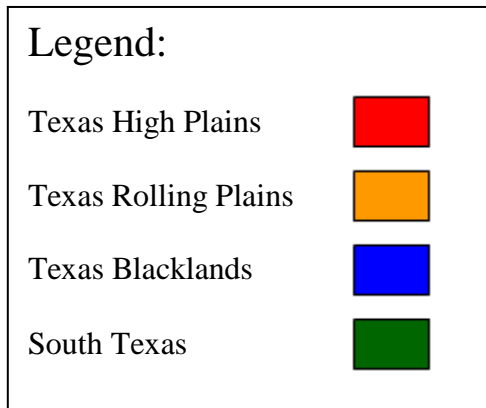 Legend:
Texas High Plains
Texas Rolling Plains
Texas Blacklands
South Texas